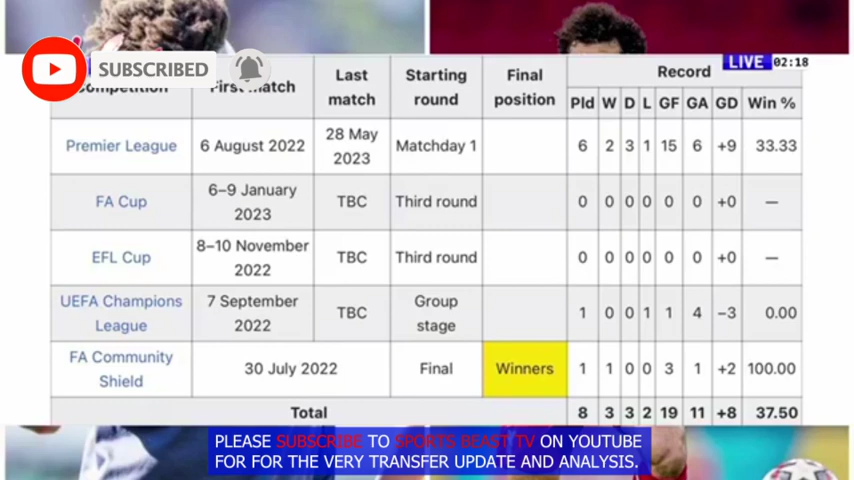 SUBSCRIBED
LIVE 02:18
Competition First match Last match Starting round Final position Record
Pld W D L GF GA GD Win %
Premier League 6 August 2022 28 May 2023 Matchday 1 6 2 3 1 15 6 +9 33.33
FA Cup 6–9 January 2023 TBC Third round 0 0 0 0 0 0 +0 —
EFL Cup 8–10 November 2022 TBC Third round 0 0 0 0 0 0 +0 —
UEFA Champions League 7 September 2022 TBC Group stage 1 0 0 1 1 4 −3 0.00
FA Community Shield 30 July 2022 Final Winners 1 1 0 0 3 1 +2 100.00
Total 8 3 3 2 19 11 +8 37.50
PLEASE SUBSCRIBE TO SPORTS BEAST TV ON YOUTUBE
FOR FOR THE VERY TRANSFER UPDATE AND ANALYSIS.